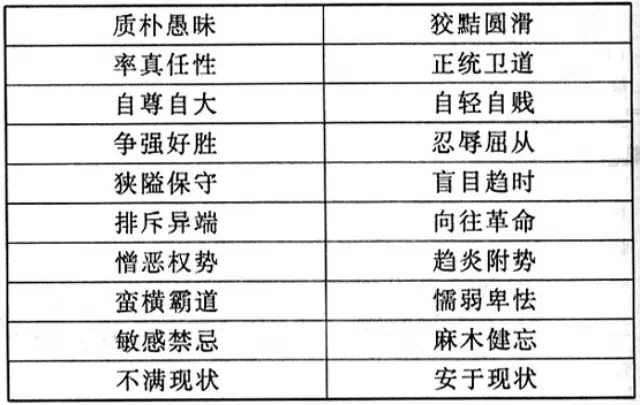 质朴愚昧 狡黠圆滑
率真任性 正统卫道
自尊自大 自轻自贱
争强好胜 忍辱屈从
狭隘保守 盲目趋时
排斥异端 向往革命
憎恶权势 趋炎附势
蛮横霸道 懦弱卑怯
敏感禁忌 麻木健忘
不满现状 安于现状